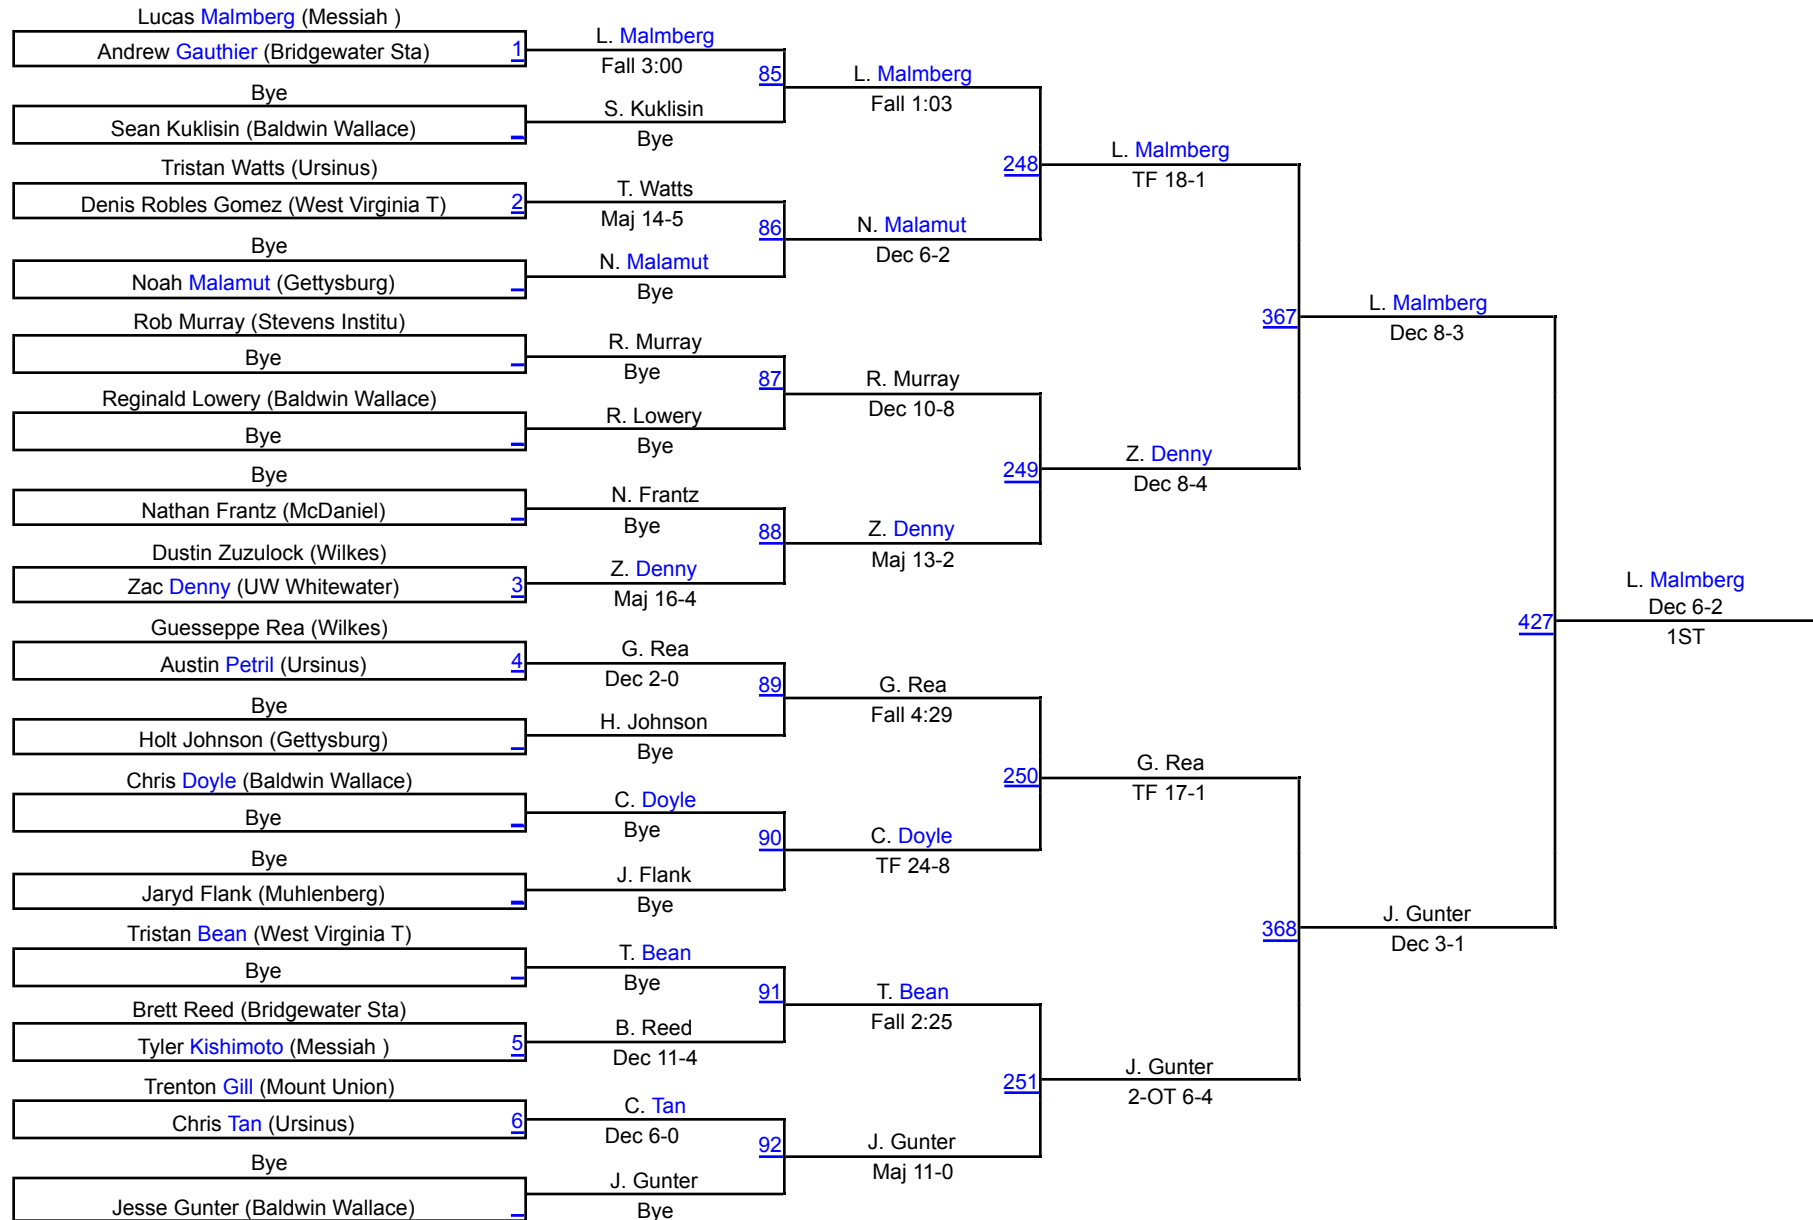 Lucas Malmberg (Messiah )
Andrew Gauthier (Bridgewater Sta) 1
Bye
Sean Kuklisin (Baldwin Wallace)
Tristan Watts (Ursinus)
Denis Robles Gomez (West Virginia T) 2
Bye
Noah Malamut (Gettysburg)
Rob Murray (Stevens Institu)
Bye
Reginald Lowery (Baldwin Wallace)
Bye
Bye
Nathan Frantz (McDaniel)
Dustin Zuzulock (Wilkes)
Zac Denny (UW Whitewater) 3
Guesseppe Rea (Wilkes)
Austin Petril (Ursinus) 4
Bye
Holt Johnson (Gettysburg)
Chris Doyle (Baldwin Wallace)
Bye
Bye
Jaryd Flank (Muhlenberg)
Tristan Bean (West Virginia T)
Bye
Brett Reed (Bridgewater Sta)
Tyler Kishimoto (Messiah ) 5
Trenton Gill (Mount Union)
Chris Tan (Ursinus) 6
Bye
Jesse Gunter (Baldwin Wallace)
L. Malmberg
Fall 3:00
85
S. Kuklisin
Bye
T. Watts
Maj 14-5
86
N. Malamut
Bye
R. Murray
Bye
87
R. Lowery
Bye
N. Frantz
Bye
88
Z. Denny
Maj 16-4
G. Rea
Dec 2-0
89
H. Johnson
Bye
C. Doyle
Bye
90
J. Flank
Bye
T. Bean
Bye
91
B. Reed
Dec 11-4
C. Tan
Dec 6-0
92
J. Gunter
Bye
L. Malmberg
Fall 1:03
248
N. Malamut
Dec 6-2
R. Murray
Dec 10-8
249
Z. Denny
Maj 13-2
G. Rea
Fall 4:29
250
C. Doyle
TF 24-8
T. Bean
Fall 2:25
251
J. Gunter
Maj 11-0
L. Malmberg
TF 18-1
367
Z. Denny
Dec 8-4
G. Rea
TF 17-1
368
J. Gunter
2-OT 6-4
L. Malmberg
Dec 8-3
427
J. Gunter
Dec 3-1
L. Malmberg
Dec 6-2
1ST